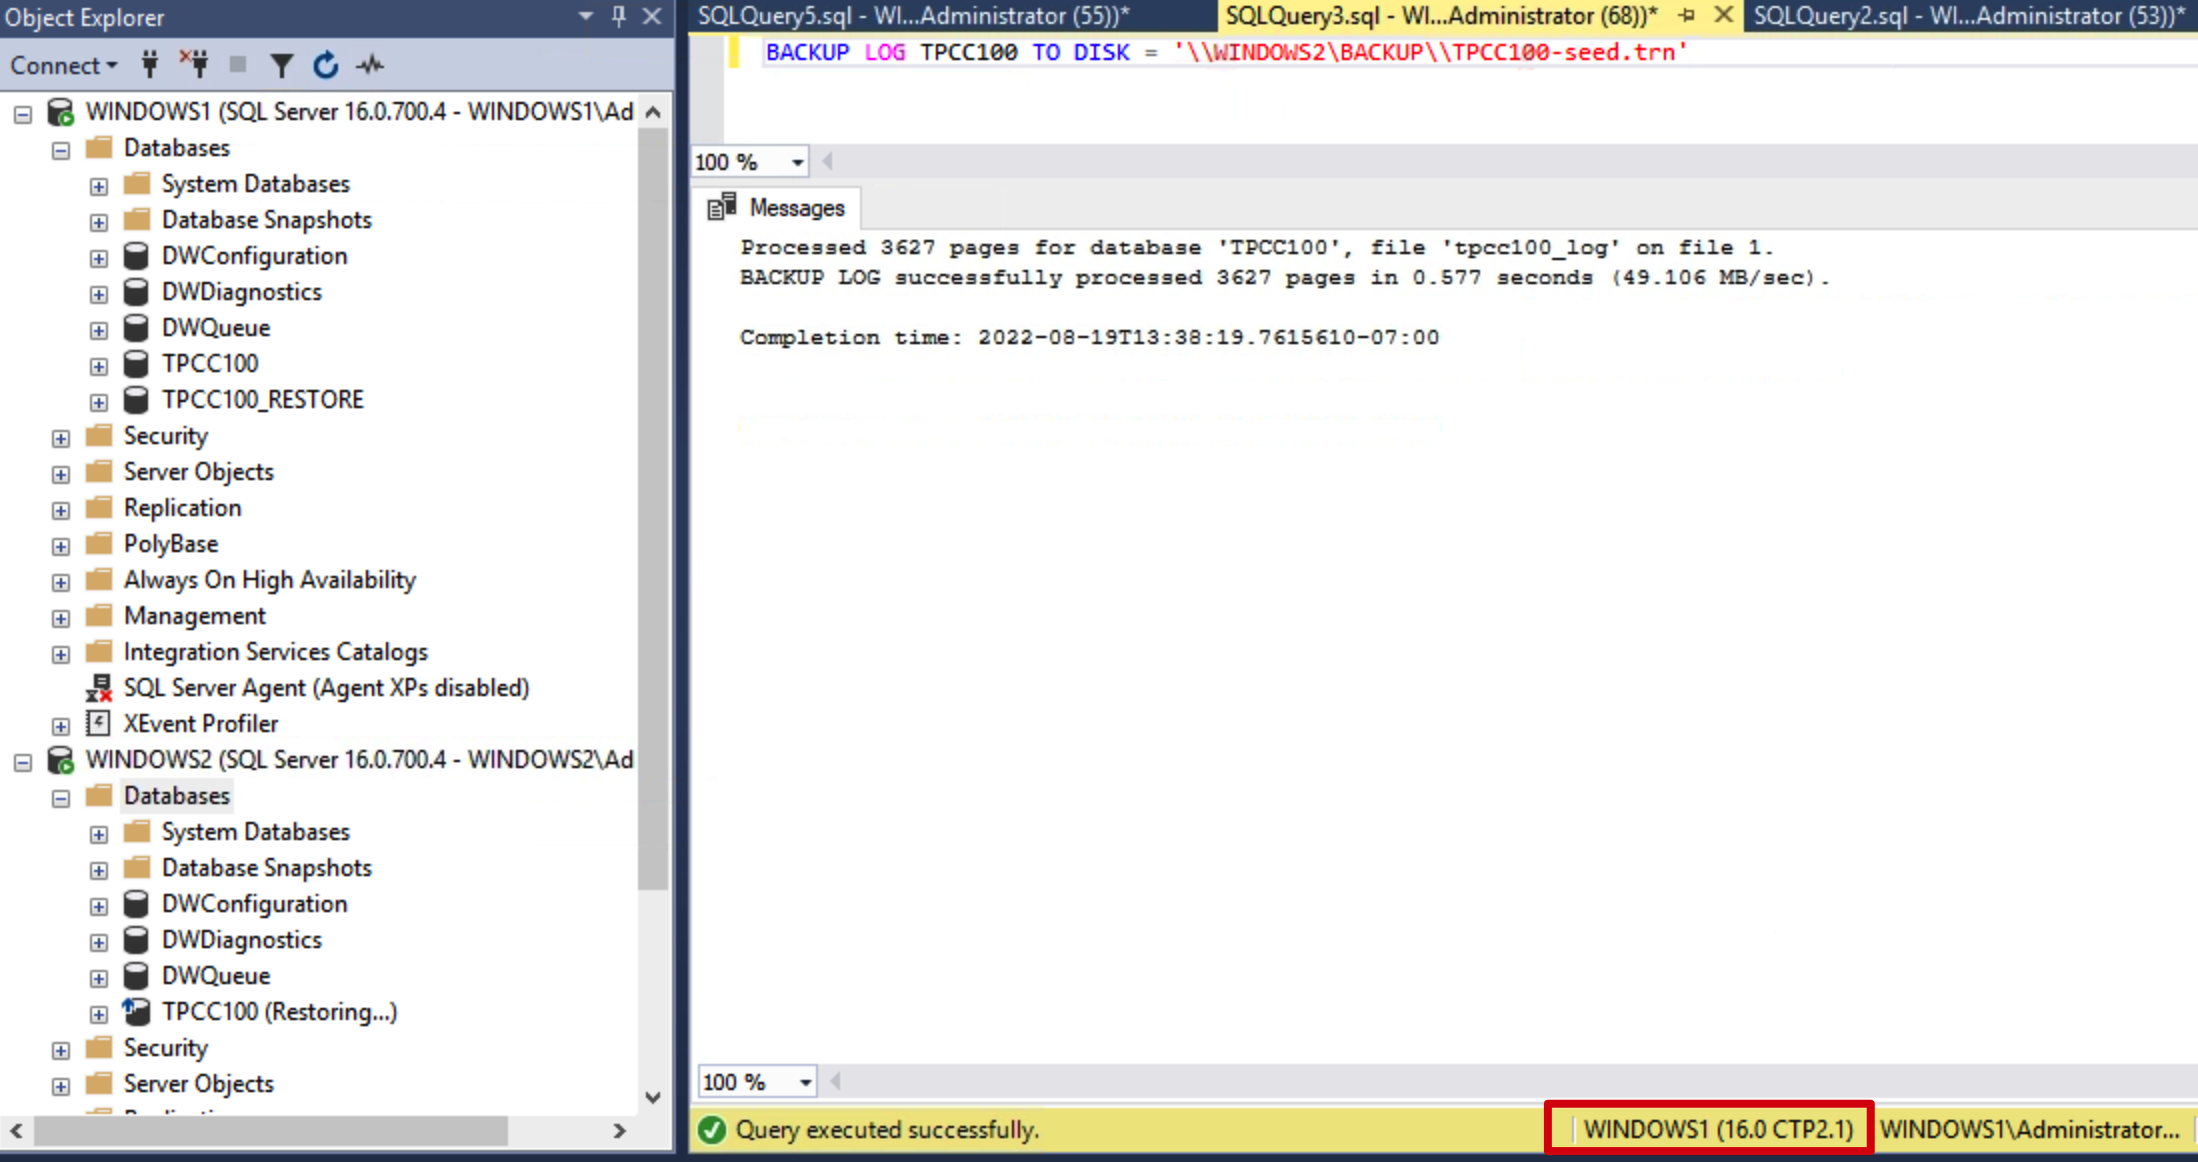 Object Explorer
Connect
WINDOWS1 (SQL Server 16.0.700.4 - WINDOWS1\Ad
Databases
System Databases
Database Snapshots
DWConfiguration
DWDiagnostics
DWQueue
TPCC100
TPCC100_RESTORE
Security
Server Objects
Replication
PolyBase
Always On High Availability
Management
Integration Services Catalogs
SQL Server Agent (Agent XPs disabled)
XEvent Profiler
WINDOWS2 (SQL Server 16.0.700.4 - WINDOWS2\Ad
Databases
System Databases
Database Snapshots
DWConfiguration
DWDiagnostics
DWQueue
TPCC100 (Restoring...)
Security
Server Objects
SQLQuery5.sql - WI...Administrator (55))*
SQLQuery3.sql - WI...Administrator (68))*
SQLQuery2.sql - WI...Administrator (53))*
BACKUP LOG TPCC100 TO DISK = '\\WINDOWS2\BACKUP\\TPCC100-seed.trn'
100 %
Messages
Processed 3627 pages for database 'TPCC100', file 'tpcc100_log' on file 1.
BACKUP LOG successfully processed 3627 pages in 0.577 seconds (49.106 MB/sec).
Completion time: 2022-08-19T13:38:19.7615610-07:00
100 %
Query executed successfully.
WINDOWS1 (16.0 CTP2.1)
WINDOWS1\Administrator...